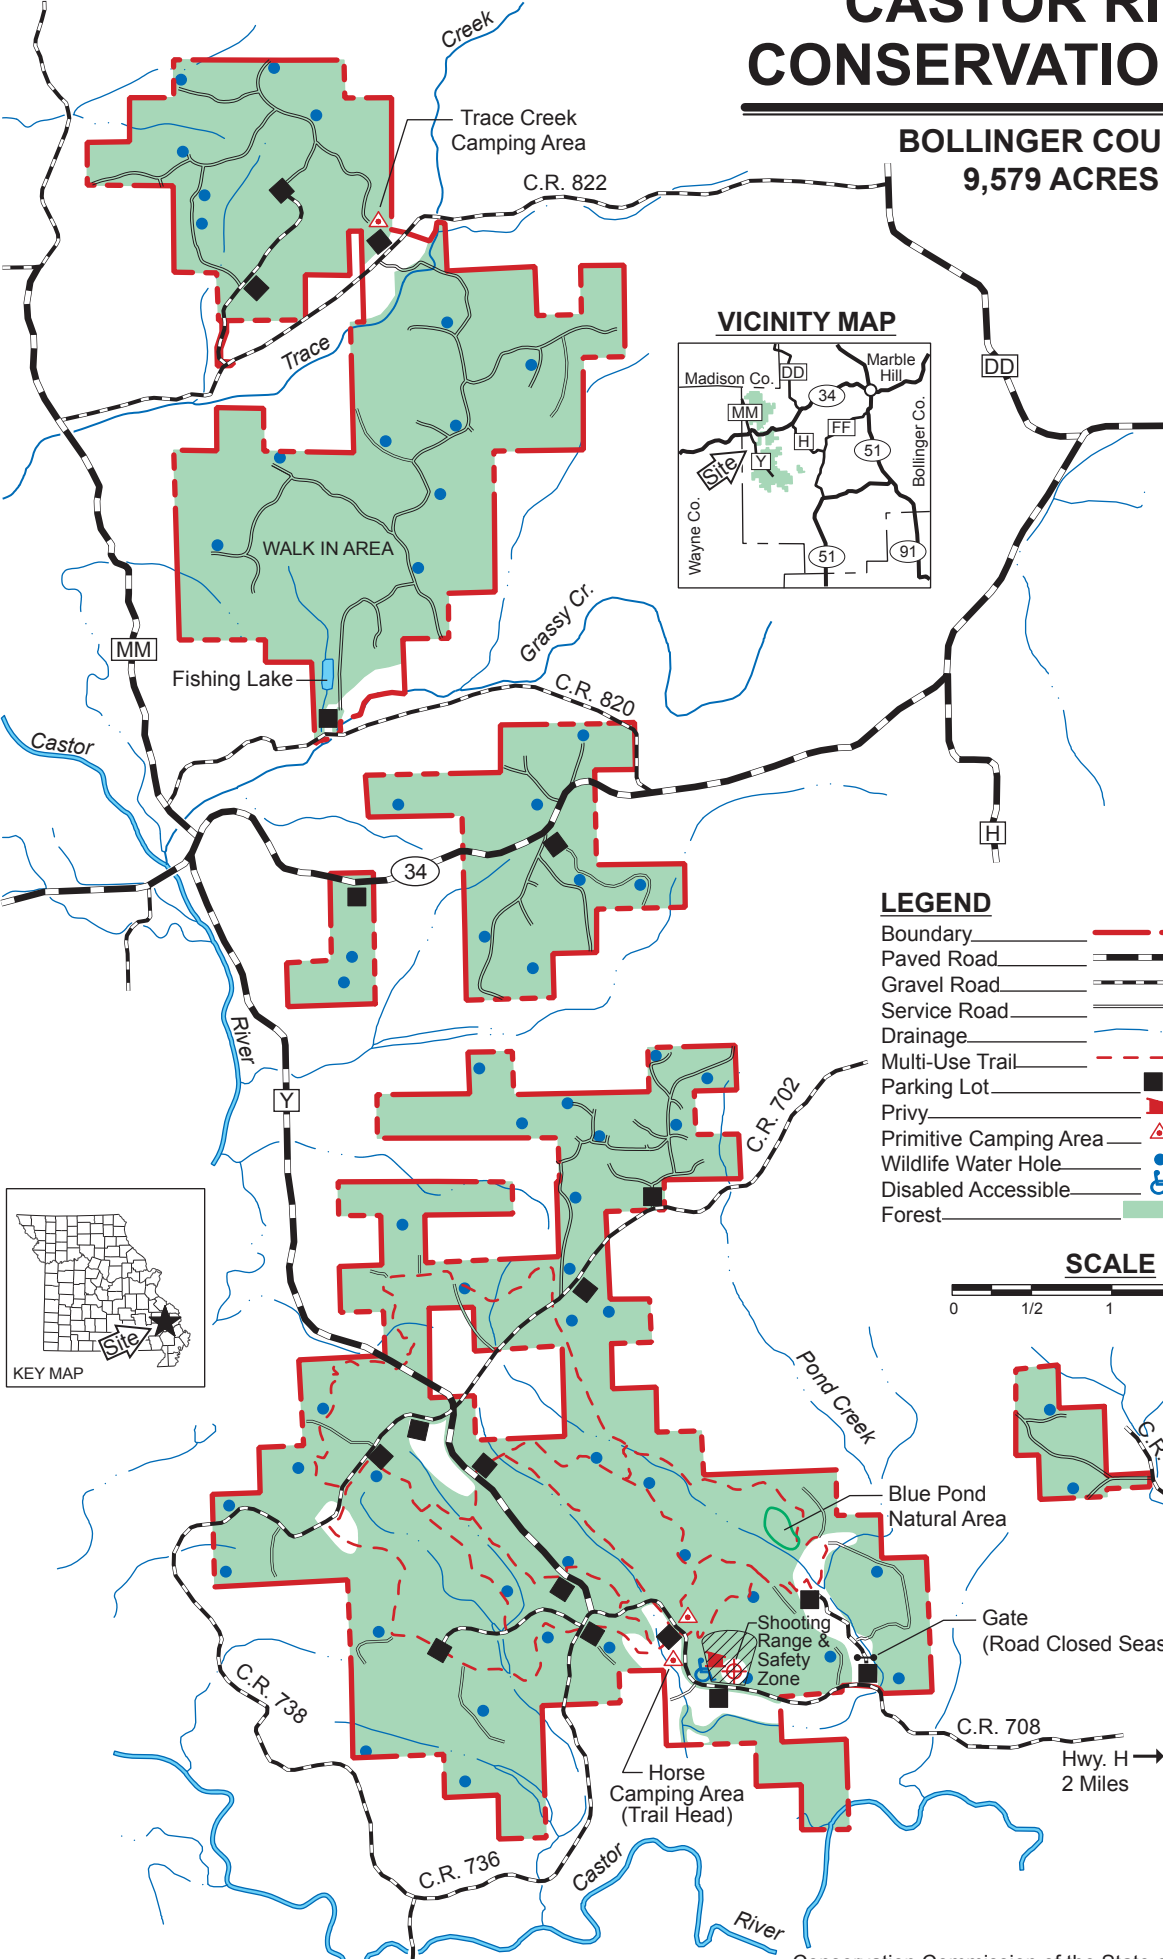 CASTOR RI
CONSERVATIO
BOLLINGER COU
9,579 ACRES
Creek
Trace Creek
Camping Area
C.R. 822
Trace
DD
VICINITY MAP
Madison Co.
DD
Marble
Hill
34
MM
H
FF
51
Bollinger Co.
Site
Y
Wayne Co.
51
91
WALK IN AREA
MM
Grassy Cr.
Fishing Lake
C.R. 820
Castor
H
34
LEGEND
Boundary
Paved Road
Gravel Road
Service Road
Drainage
Multi-Use Trail
Parking Lot
Privy
Primitive Camping Area
Wildlife Water Hole
Disabled Accessible
Forest
River
Y
C.R. 702
SCALE
0 1/2 1
Site
KEY MAP
Pond Creek
C.R.
Blue Pond
Natural Area
Gate
(Road Closed Seas
Shooting
Range &
Safety
Zone
C.R. 738
C.R. 708
Hwy. H
2 Miles
Horse
Camping Area
(Trail Head)
C.R. 736
Castor
River